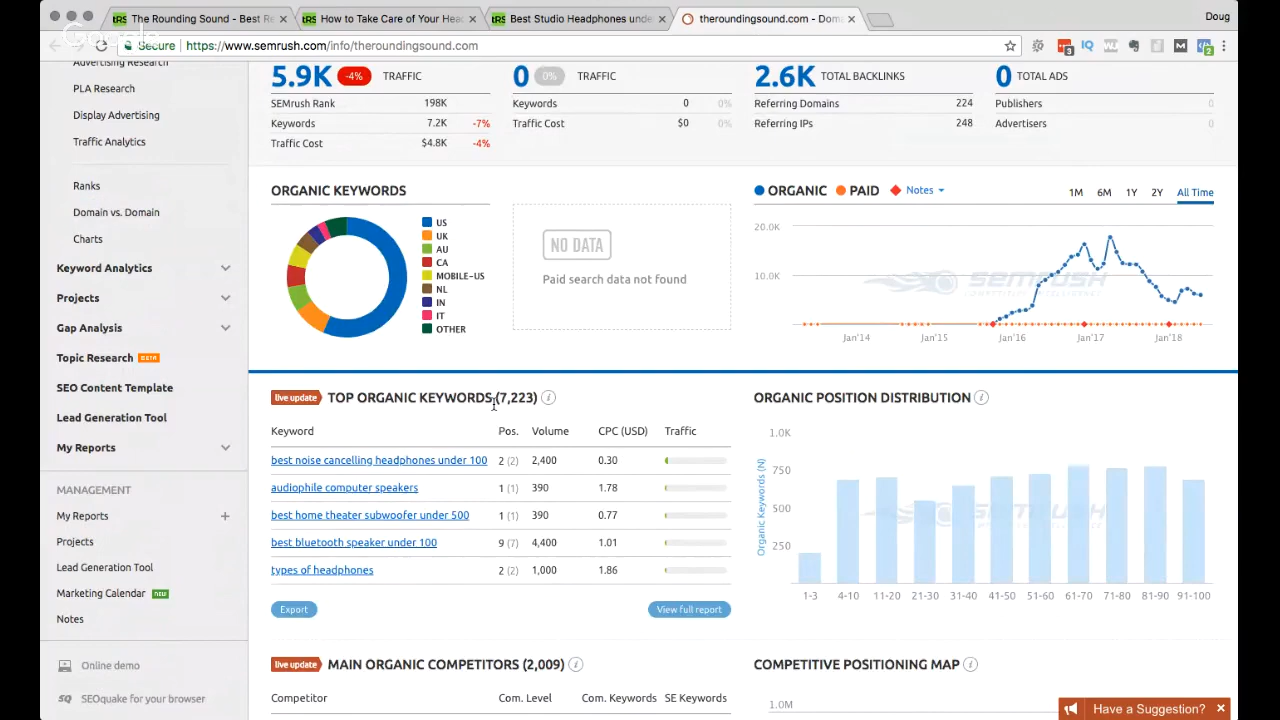 tRS The Rounding Sound - Best R
tRS How to Take Care of Your Hea
tRS Best Studio Headphones unde
theroundingsound.com - Dom
Doug
Google
Secure https://www.semrush.com/info/theroundingsound.com
3
IQ
M
2
Advertising Research
PLA Research
Display Advertising
Traffic Analytics
Ranks
Domain vs. Domain
Charts
Keyword Analytics
Projects
Gap Analysis
Topic Research BETA
SEO Content Template
Lead Generation Tool
My Reports
MANAGEMENT
My Reports +
Projects
Lead Generation Tool
Marketing Calendar NEW
Notes
Online demo
SEOquake for your browser
5.9K -4% TRAFFIC
SEMrush Rank 198K
Keywords 7.2K -7%
Traffic Cost $4.8K -4%
0 0% TRAFFIC
Keywords 0 0%
Traffic Cost $0 0%
2.6K TOTAL BACKLINKS
Referring Domains 224
Referring IPs 248
0 TOTAL ADS
Publishers 0
Advertisers 0
ORGANIC KEYWORDS
US
UK
AU
CA
MOBILE-US
NL
IN
IT
OTHER
NO DATA
Paid search data not found
ORGANIC PAID Notes
1M 6M 1Y 2Y All Time
20.0K
10.0K
SEMRUSH
Jan'14 Jan'15 Jan'16 Jan'17 Jan'18
live update TOP ORGANIC KEYWORDS (7,223) i
Keyword Pos. Volume CPC (USD) Traffic
best noise cancelling headphones under 100 2 (2) 2,400 0.30
audiophile computer speakers 1 (1) 390 1.78
best home theater subwoofer under 500 1 (1) 390 0.77
best bluetooth speaker under 100 9 (7) 4,400 1.01
types of headphones 2 (2) 1,000 1.86
Export View full report
ORGANIC POSITION DISTRIBUTION i
Organic Keywords (N)
1.0K
750
500
250
SEMRUSH
1-3 4-10 11-20 21-30 31-40 41-50 51-60 61-70 71-80 81-90 91-100
live update MAIN ORGANIC COMPETITORS (2,009) i
Competitor Com. Level Com. Keywords SE Keywords
COMPETITIVE POSITIONING MAP i
1.0M
Have a Suggestion? ×